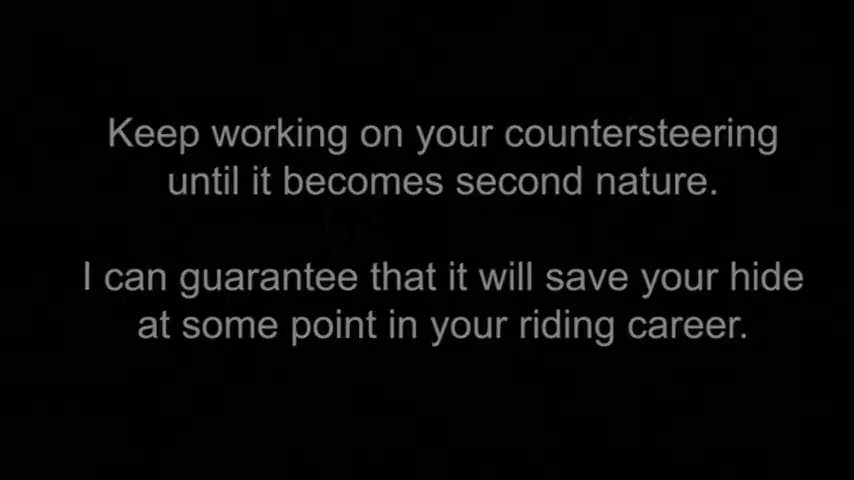 Keep working on your countersteering
until it becomes second nature.
I can guarantee that it will save your hide
at some point in your riding career.